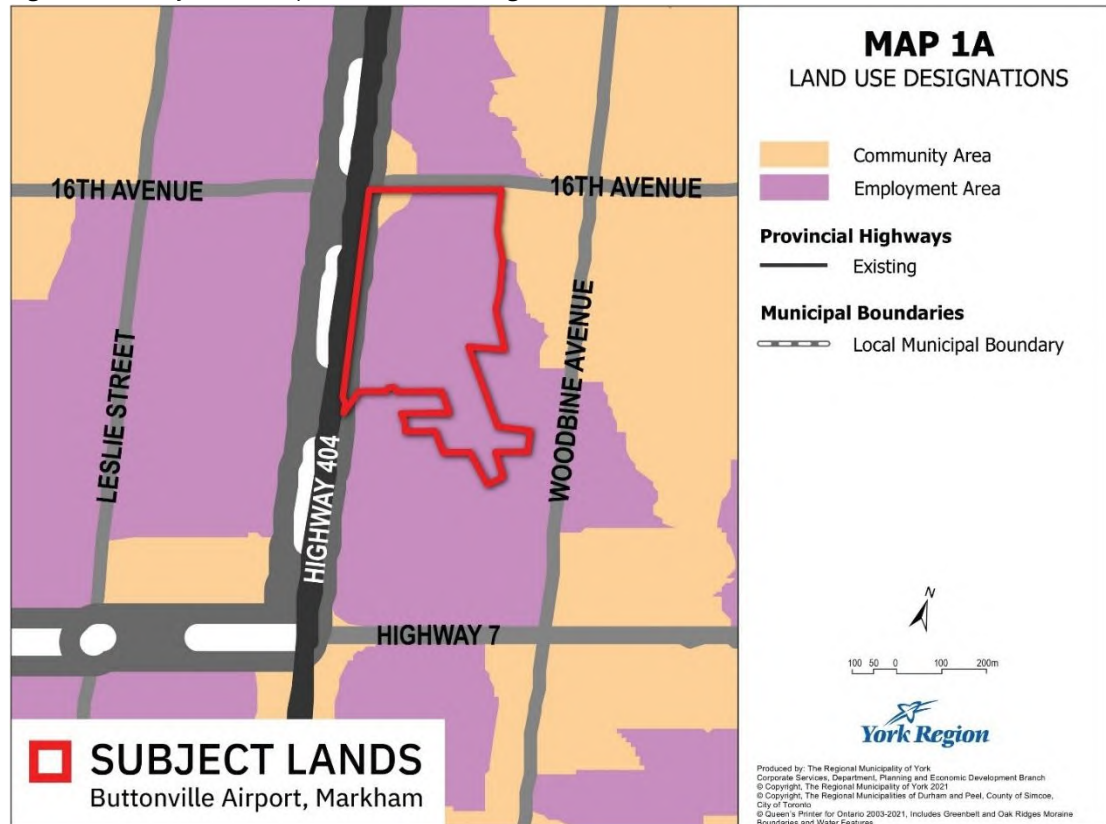 MAP 1A
LAND USE DESIGNATIONS
Community Area
Employment Area
Provincial Highways
Existing
Municipal Boundaries
Local Municipal Boundary
16TH AVENUE
16TH AVENUE
LESLIE STREET
HIGHWAY 404
WOODBINE AVENUE
HIGHWAY 7
N
100 50 0 100 200m
York Region
SUBJECT LANDS
Buttonville Airport, Markham
Produced by: The Regional Municipality of York
Corporate Services, Department, Planning and Economic Development Branch
© Copyright, The Regional Municipality of York 2021
© Copyright, The Regional Municipalities of Durham and Peel, County of Simcoe,
City of Toronto
© Queen's Printer for Ontario 2003-2021, Includes Greenbelt and Oak Ridges Moraine
Boundaries and Water Features